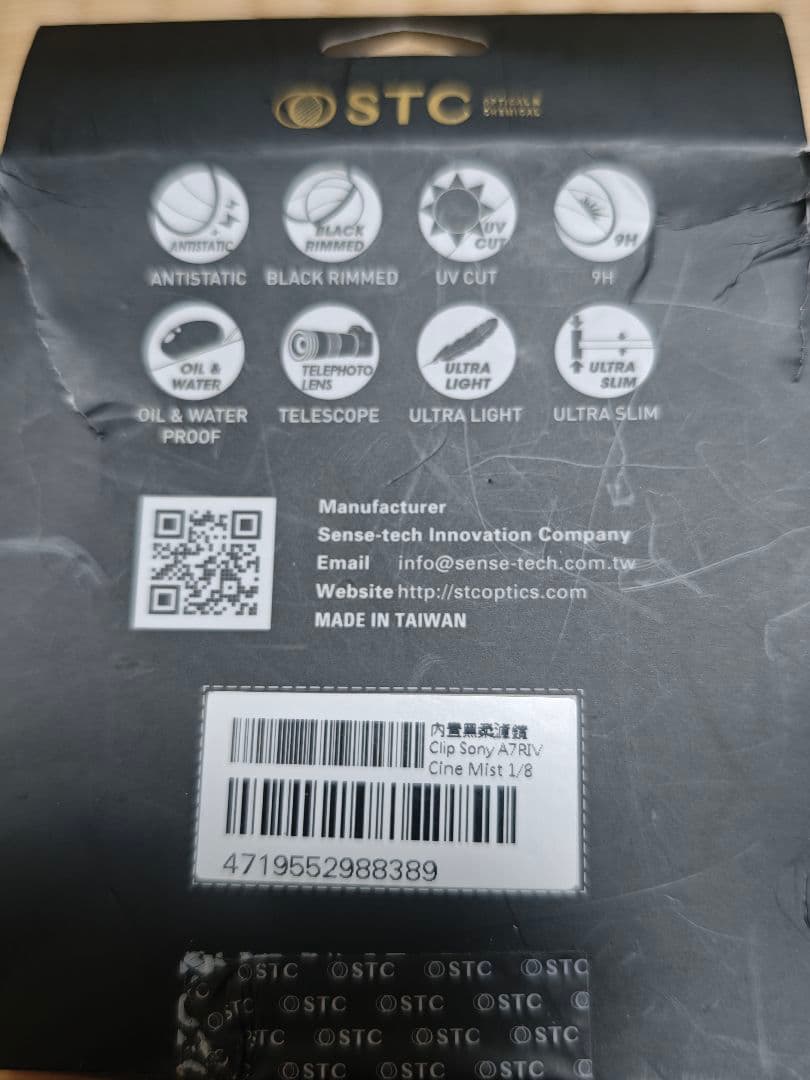 STC OPTICAL & CHEMICAL
ANTISTATIC BLACK RIMMED UV CUT 9H
ANTISTATIC BLACK RIMMED UV CUT 9H
OIL & WATER TELEPHOTO LENS ULTRA LIGHT ULTRA SLIM
OIL & WATER PROOF TELESCOPE ULTRA LIGHT ULTRA SLIM
Manufacturer
Sense-tech Innovation Company
Email info@sense-tech.com.tw
Website http://stcoptics.com
MADE IN TAIWAN
內置黑柔濾鏡
Clip Sony A7RIV
Cine Mist 1/8
4719552988389
STC STC STC STC
STC STC STC STC
STC STC STC STC
STC STC STC